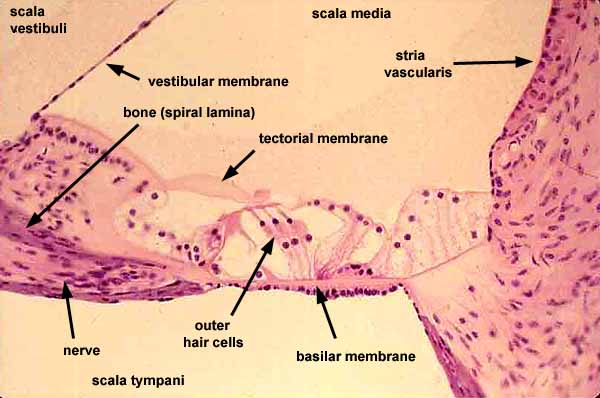 scala
vestibuli
scala media
stria
vascularis
vestibular membrane
bone (spiral lamina)
tectorial membrane
outer
hair cells
nerve
basilar membrane
scala tympani